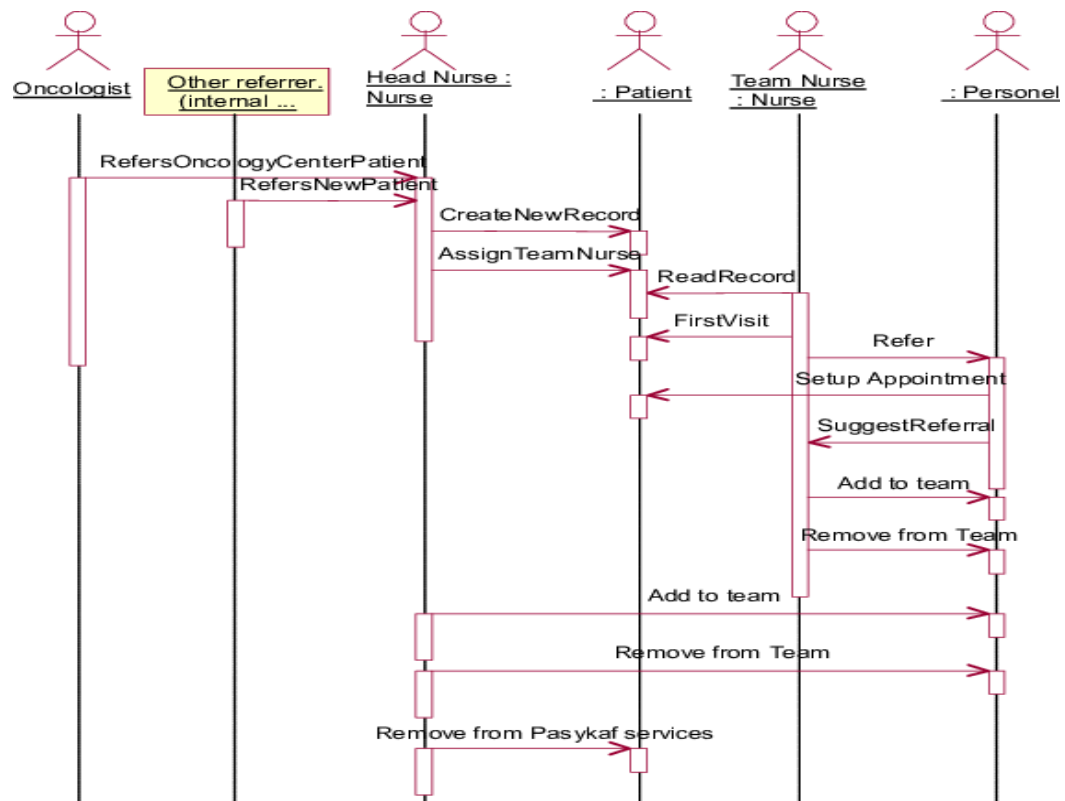 Oncologist
Other referrer.
(internal ...
Head Nurse :
Nurse
: Patient
Team Nurse
: Nurse
: Personel
RefersOncologyCenterPatient
RefersNewPatient
CreateNewRecord
AssignTeamNurse
ReadRecord
FirstVisit
Refer
Setup Appointment
SuggestReferral
Add to team
Remove from Team
Add to team
Remove from Team
Remove from Pasykaf services